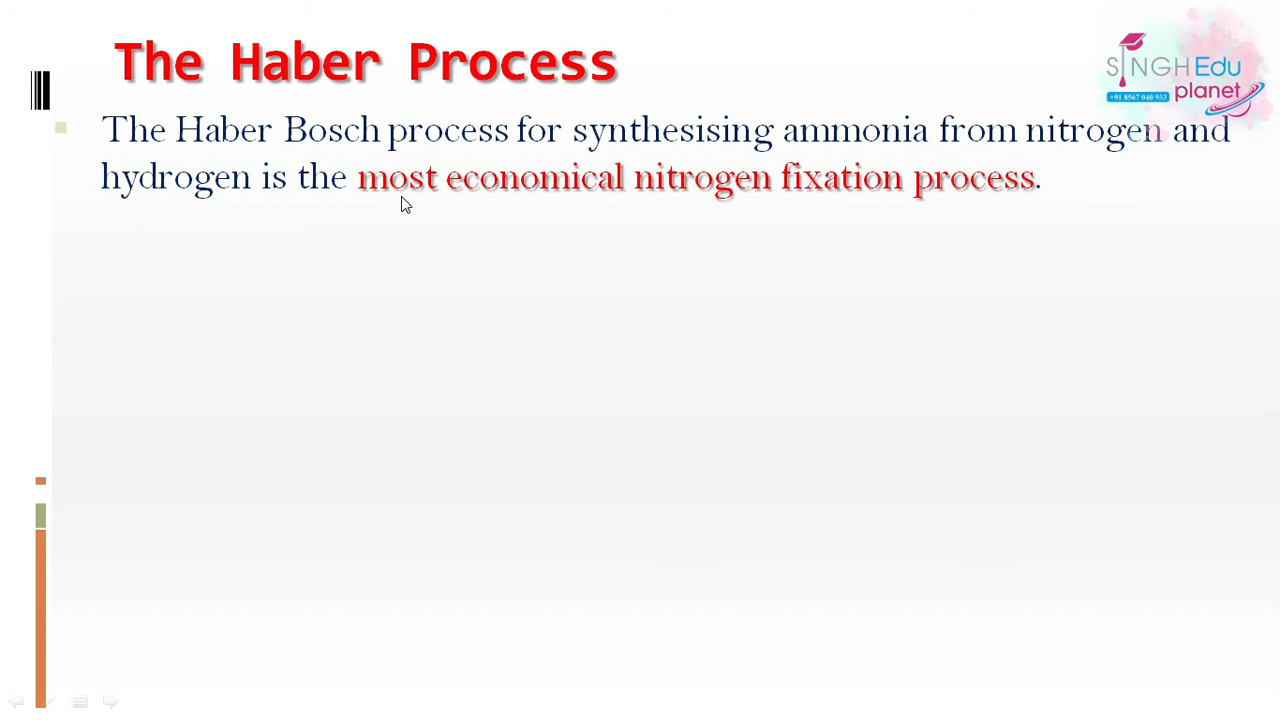 The Haber Process
SINGH Edu
planet
+91 8567 040 933
The Haber Bosch process for synthesising ammonia from nitrogen and
hydrogen is the most economical nitrogen fixation process.